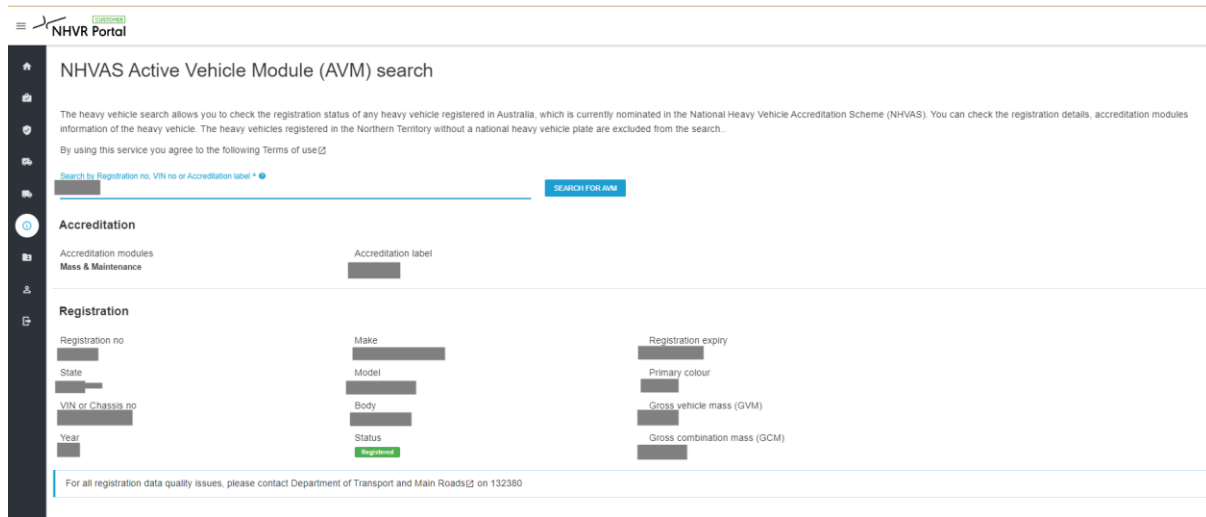 CUSTOMER
NHVR Portal
NHVAS Active Vehicle Module (AVM) search
The heavy vehicle search allows you to check the registration status of any heavy vehicle registered in Australia, which is currently nominated in the National Heavy Vehicle Accreditation Scheme (NHVAS). You can check the registration details, accreditation modules
information of the heavy vehicle. The heavy vehicles registered in the Northern Territory without a national heavy vehicle plate are excluded from the search..
By using this service you agree to the following Terms of use
Search by Registration no, VIN no or Accreditation label *
SEARCH FOR AVM
Accreditation
Accreditation modules Accreditation label
Mass & Maintenance
Registration
Registration no Make Registration expiry
State Model Primary colour
VIN or Chassis no Body Gross vehicle mass (GVM)
Year Status Gross combination mass (GCM)
Registered
For all registration data quality issues, please contact Department of Transport and Main Roads on 132380